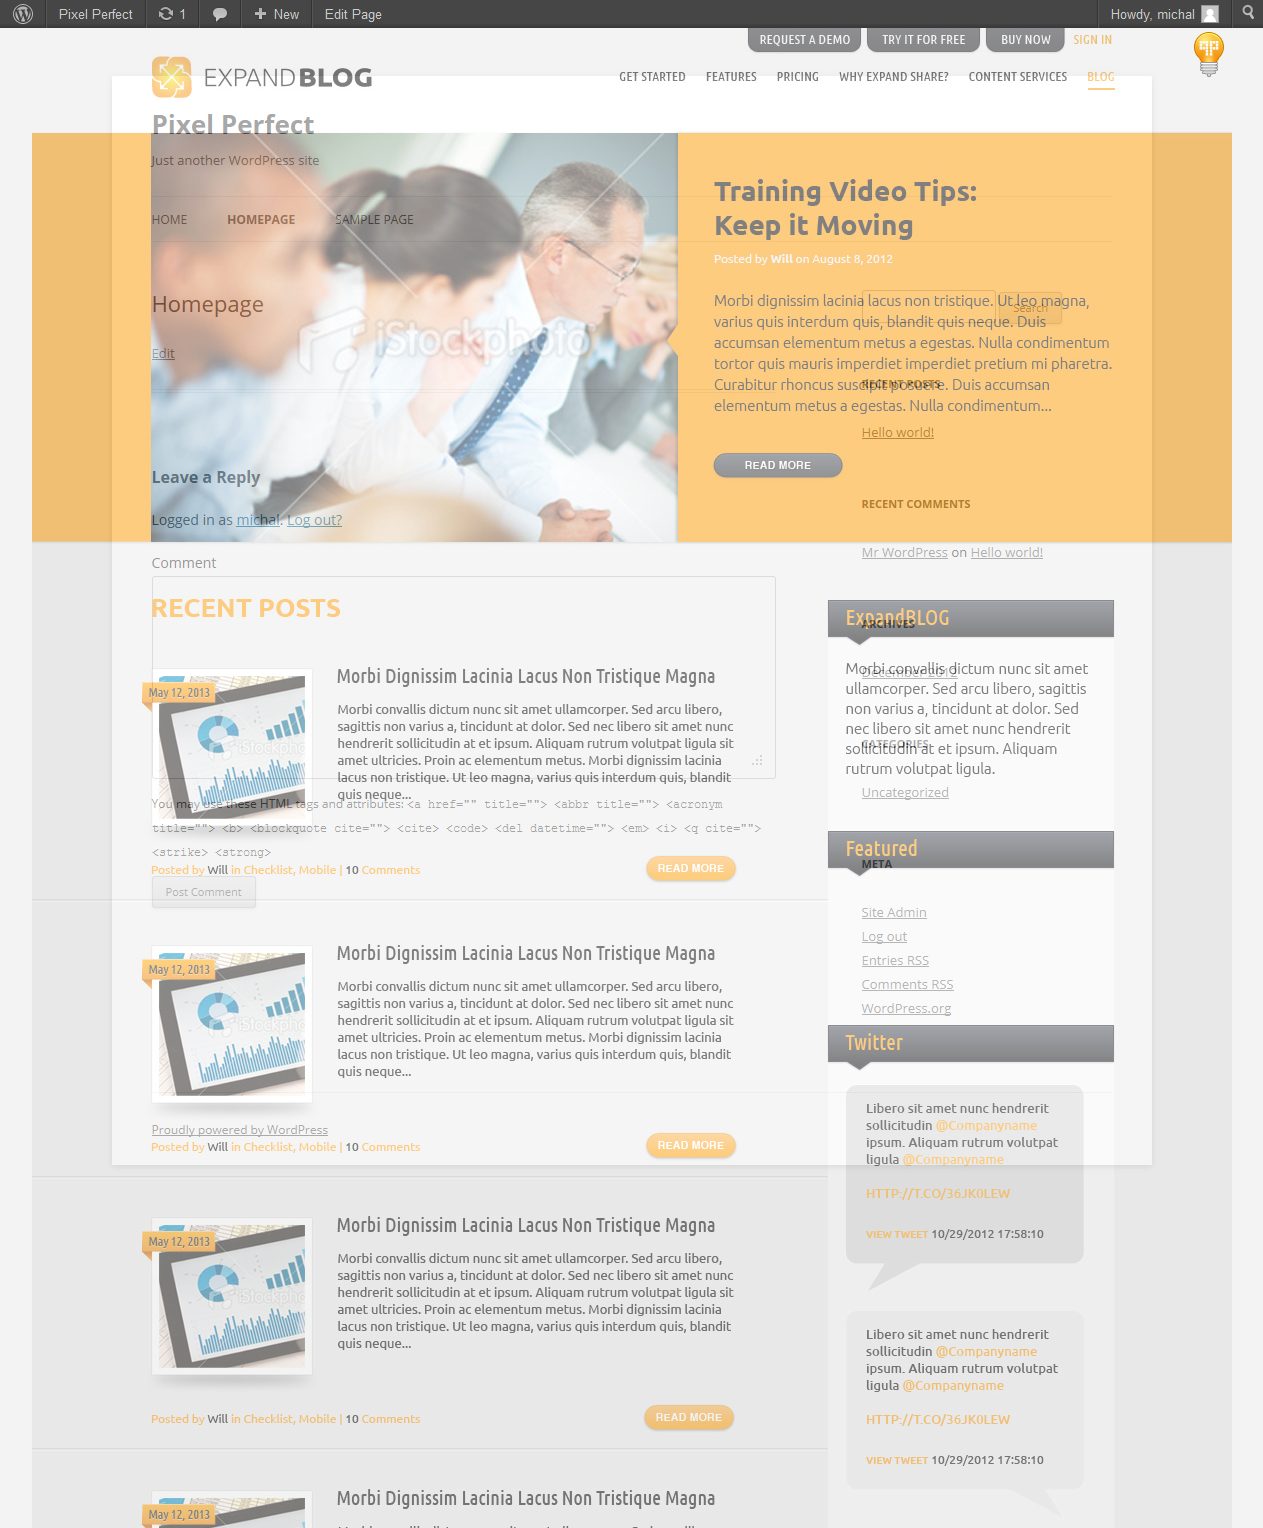 Pixel Perfect 1 New Edit Page Howdy, michal
REQUEST A DEMO TRY IT FOR FREE BUY NOW SIGN IN
EXPANDBLOG
GET STARTED FEATURES PRICING WHY EXPAND SHARE? CONTENT SERVICES BLOG
Pixel Perfect
Just another WordPress site
HOME HOMEPAGE SAMPLE PAGE
Homepage
Edit
iStockphoto
Training Video Tips:
Keep it Moving
Posted by Will on August 8, 2012
Morbi dignissim lacinia lacus non tristique. Ut leo magna,
varius quis interdum quis, blandit quis neque. Duis
accumsan elementum metus a egestas. Nulla condimentum
tortor quis mauris imperdiet imperdiet pretium mi pharetra.
Curabitur rhoncus suscipit posuere. Duis accumsan
elementum metus a egestas. Nulla condimentum...
READ MORE
Search
RECENT POSTS
Hello world!
RECENT COMMENTS
Mr WordPress on Hello world!
Leave a Reply
Logged in as michal. Log out?
Comment
RECENT POSTS
May 12, 2013
iStockpho
Morbi Dignissim Lacinia Lacus Non Tristique Magna
Morbi convallis dictum nunc sit amet ullamcorper. Sed arcu libero,
sagittis non varius a, tincidunt at dolor. Sed nec libero sit amet nunc
hendrerit sollicitudin at et ipsum. Aliquam rutrum volutpat ligula sit
amet ultricies. Proin ac elementum metus. Morbi dignissim lacinia
lacus non tristique. Ut leo magna, varius quis interdum quis, blandit
quis neque...
You may use these HTML tags and attributes: <a href="" title=""> <abbr title=""> <acronym
title=""> <b> <blockquote cite=""> <cite> <code> <del datetime=""> <em> <i> <q cite="">
<strike> <strong>
Posted by Will in Checklist, Mobile | 10 Comments
READ MORE
Post Comment
May 12, 2013
iStockpho
Morbi Dignissim Lacinia Lacus Non Tristique Magna
Morbi convallis dictum nunc sit amet ullamcorper. Sed arcu libero,
sagittis non varius a, tincidunt at dolor. Sed nec libero sit amet nunc
hendrerit sollicitudin at et ipsum. Aliquam rutrum volutpat ligula sit
amet ultricies. Proin ac elementum metus. Morbi dignissim lacinia
lacus non tristique. Ut leo magna, varius quis interdum quis, blandit
quis neque...
Proudly powered by WordPress
Posted by Will in Checklist, Mobile | 10 Comments
READ MORE
May 12, 2013
iStockpho
Morbi Dignissim Lacinia Lacus Non Tristique Magna
Morbi convallis dictum nunc sit amet ullamcorper. Sed arcu libero,
sagittis non varius a, tincidunt at dolor. Sed nec libero sit amet nunc
hendrerit sollicitudin at et ipsum. Aliquam rutrum volutpat ligula sit
amet ultricies. Proin ac elementum metus. Morbi dignissim lacinia
lacus non tristique. Ut leo magna, varius quis interdum quis, blandit
quis neque...
Posted by Will in Checklist, Mobile | 10 Comments
READ MORE
May 12, 2013
Morbi Dignissim Lacinia Lacus Non Tristique Magna
ExpandBLOG
ARCHIVES
Morbi convallis dictum nunc sit amet
ullamcorper. Sed arcu libero, sagittis
non varius a, tincidunt at dolor. Sed
nec libero sit amet nunc hendrerit
sollicitudin at et ipsum. Aliquam
rutrum volutpat ligula.
December 2012
CATEGORIES
Uncategorized
Featured
META
Site Admin
Log out
Entries RSS
Comments RSS
WordPress.org
Twitter
Libero sit amet nunc hendrerit
sollicitudin @Companyname
ipsum. Aliquam rutrum volutpat
ligula @Companyname
HTTP://T.CO/36JK0LEW
VIEW TWEET 10/29/2012 17:58:10
Libero sit amet nunc hendrerit
sollicitudin @Companyname
ipsum. Aliquam rutrum volutpat
ligula @Companyname
HTTP://T.CO/36JK0LEW
VIEW TWEET 10/29/2012 17:58:10